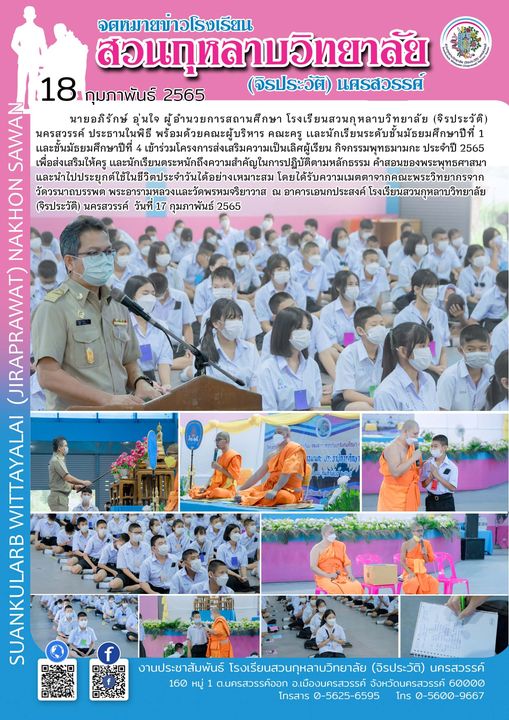 จดหมายข่าวโรงเรียน
สวนกุหลาบวิทยาลัย
(จิรประวัติ) นครสวรรค์
18 กุมภาพันธ์ 2565
นายอภิรักษ์ อุ่นใจ ผู้อำนวยการสถานศึกษา โรงเรียนสวนกุหลาบวิทยาลัย (จิรประวัติ)
นครสวรรค์ ประธานในพิธี พร้อมด้วยคณะผู้บริหาร คณะครู และนักเรียนระดับชั้นมัธยมศึกษาปีที่ 1
และชั้นมัธยมศึกษาปีที่ 4 เข้าร่วมโครงการส่งเสริมความเป็นเลิศผู้เรียน กิจกรรมพุทธมามกะ ประจำปี 2565
เพื่อส่งเสริมให้ครู และนักเรียนตระหนักถึงความสำคัญในการปฏิบัติตามหลักธรรม คำสอนของพระพุทธศาสนา
และนำไปประยุกต์ใช้ในชีวิตประจำวันได้อย่างเหมาะสม โดยได้รับความเมตตาจากคณะพระวิทยากรจาก
วัดวรนาถบรรพต พระอารามหลวงและวัดพรหมจริยาวาส ณ อาคารเอนกประสงค์ โรงเรียนสวนกุหลาบวิทยาลัย
(จิรประวัติ) นครสวรรค์ วันที่ 17 กุมภาพันธ์ 2565
SUANKULARB WITTAYALAI (JIRAPRAWAT) NAKHON SAWAN
งานประชาสัมพันธ์ โรงเรียนสวนกุหลาบวิทยาลัย (จิรประวัติ) นครสวรรค์
160 หมู่ 1 ต.นครสวรรค์ออก อ.เมืองนครสวรรค์ จังหวัดนครสวรรค์ 60000
โทรสาร 0-5625-6595 โทร 0-5600-9667